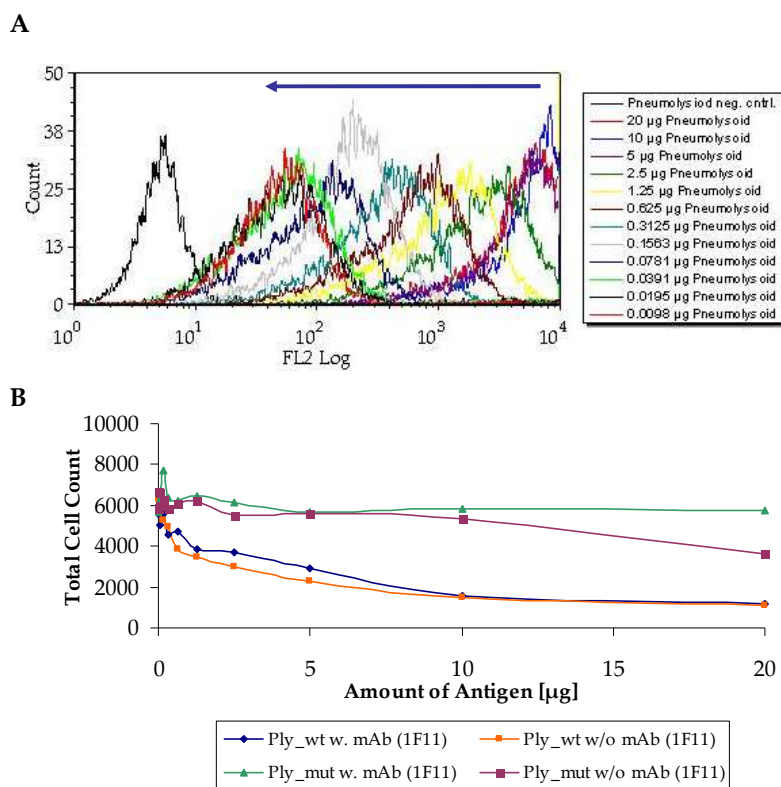 A
50
38
25
13
0
Count
10^0
10^1
10^2
10^3
10^4
FL2 Log
Pneumolysiod neg. cntrl.
20 µg Pneumolysoid
10 µg Pneumolysoid
5 µg Pneumolysoid
2.5 µg Pneumolysoid
1.25 µg Pneumolysoid
0.625 µg Pneumolysoid
0.3125 µg Pneumolysoid
0.1563 µg Pneumolysoid
0.0781 µg Pneumolysoid
0.0391 µg Pneumolysoid
0.0195 µg Pneumolysoid
0.0098 µg Pneumolysoid
B
10000
8000
6000
4000
2000
0
Total Cell Count
0
5
10
15
20
Amount of Antigen [µg]
Ply_wt w. mAb (1F11)
Ply_wt w/o mAb (1F11)
Ply_mut w. mAb (1F11)
Ply_mut w/o mAb (1F11)